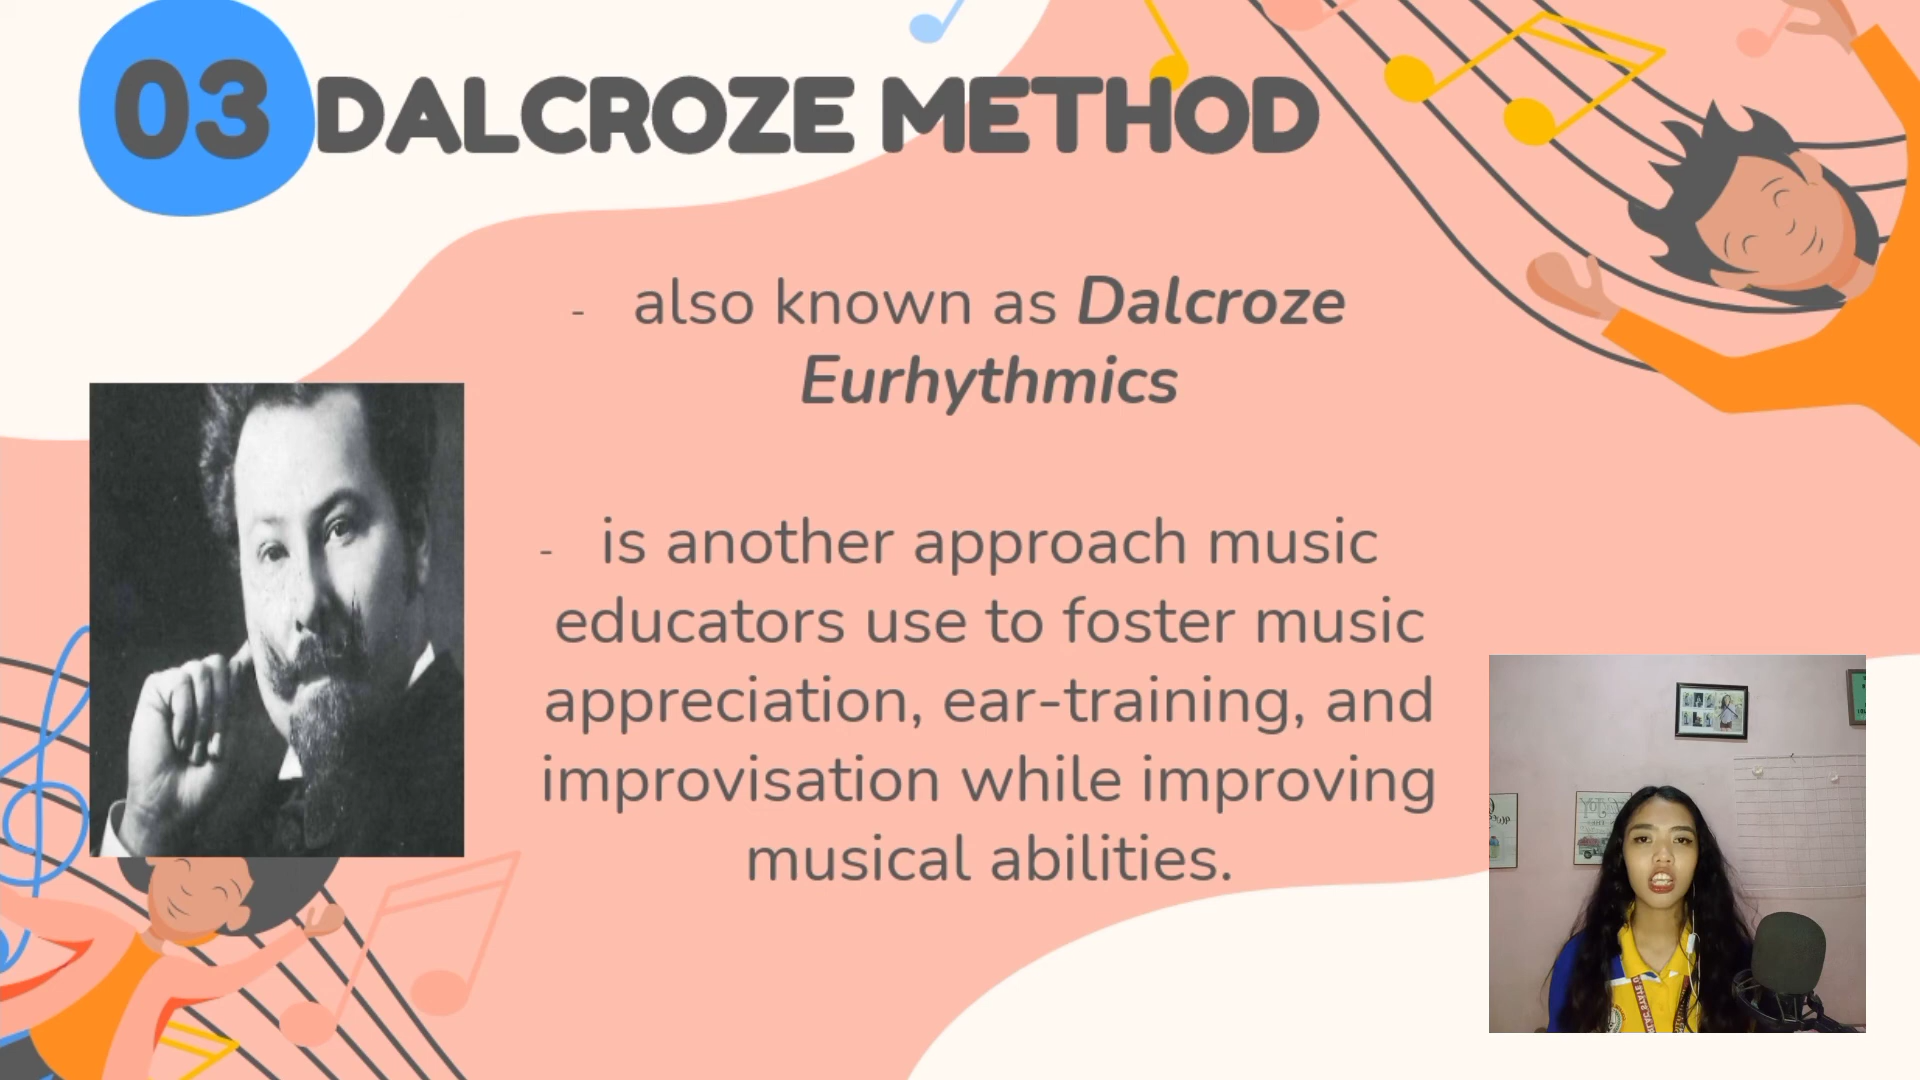 03 DALCROZE METHOD
- also known as Dalcroze
Eurhythmics
- is another approach music
educators use to foster music
appreciation, ear-training, and
improvisation while improving
musical abilities.